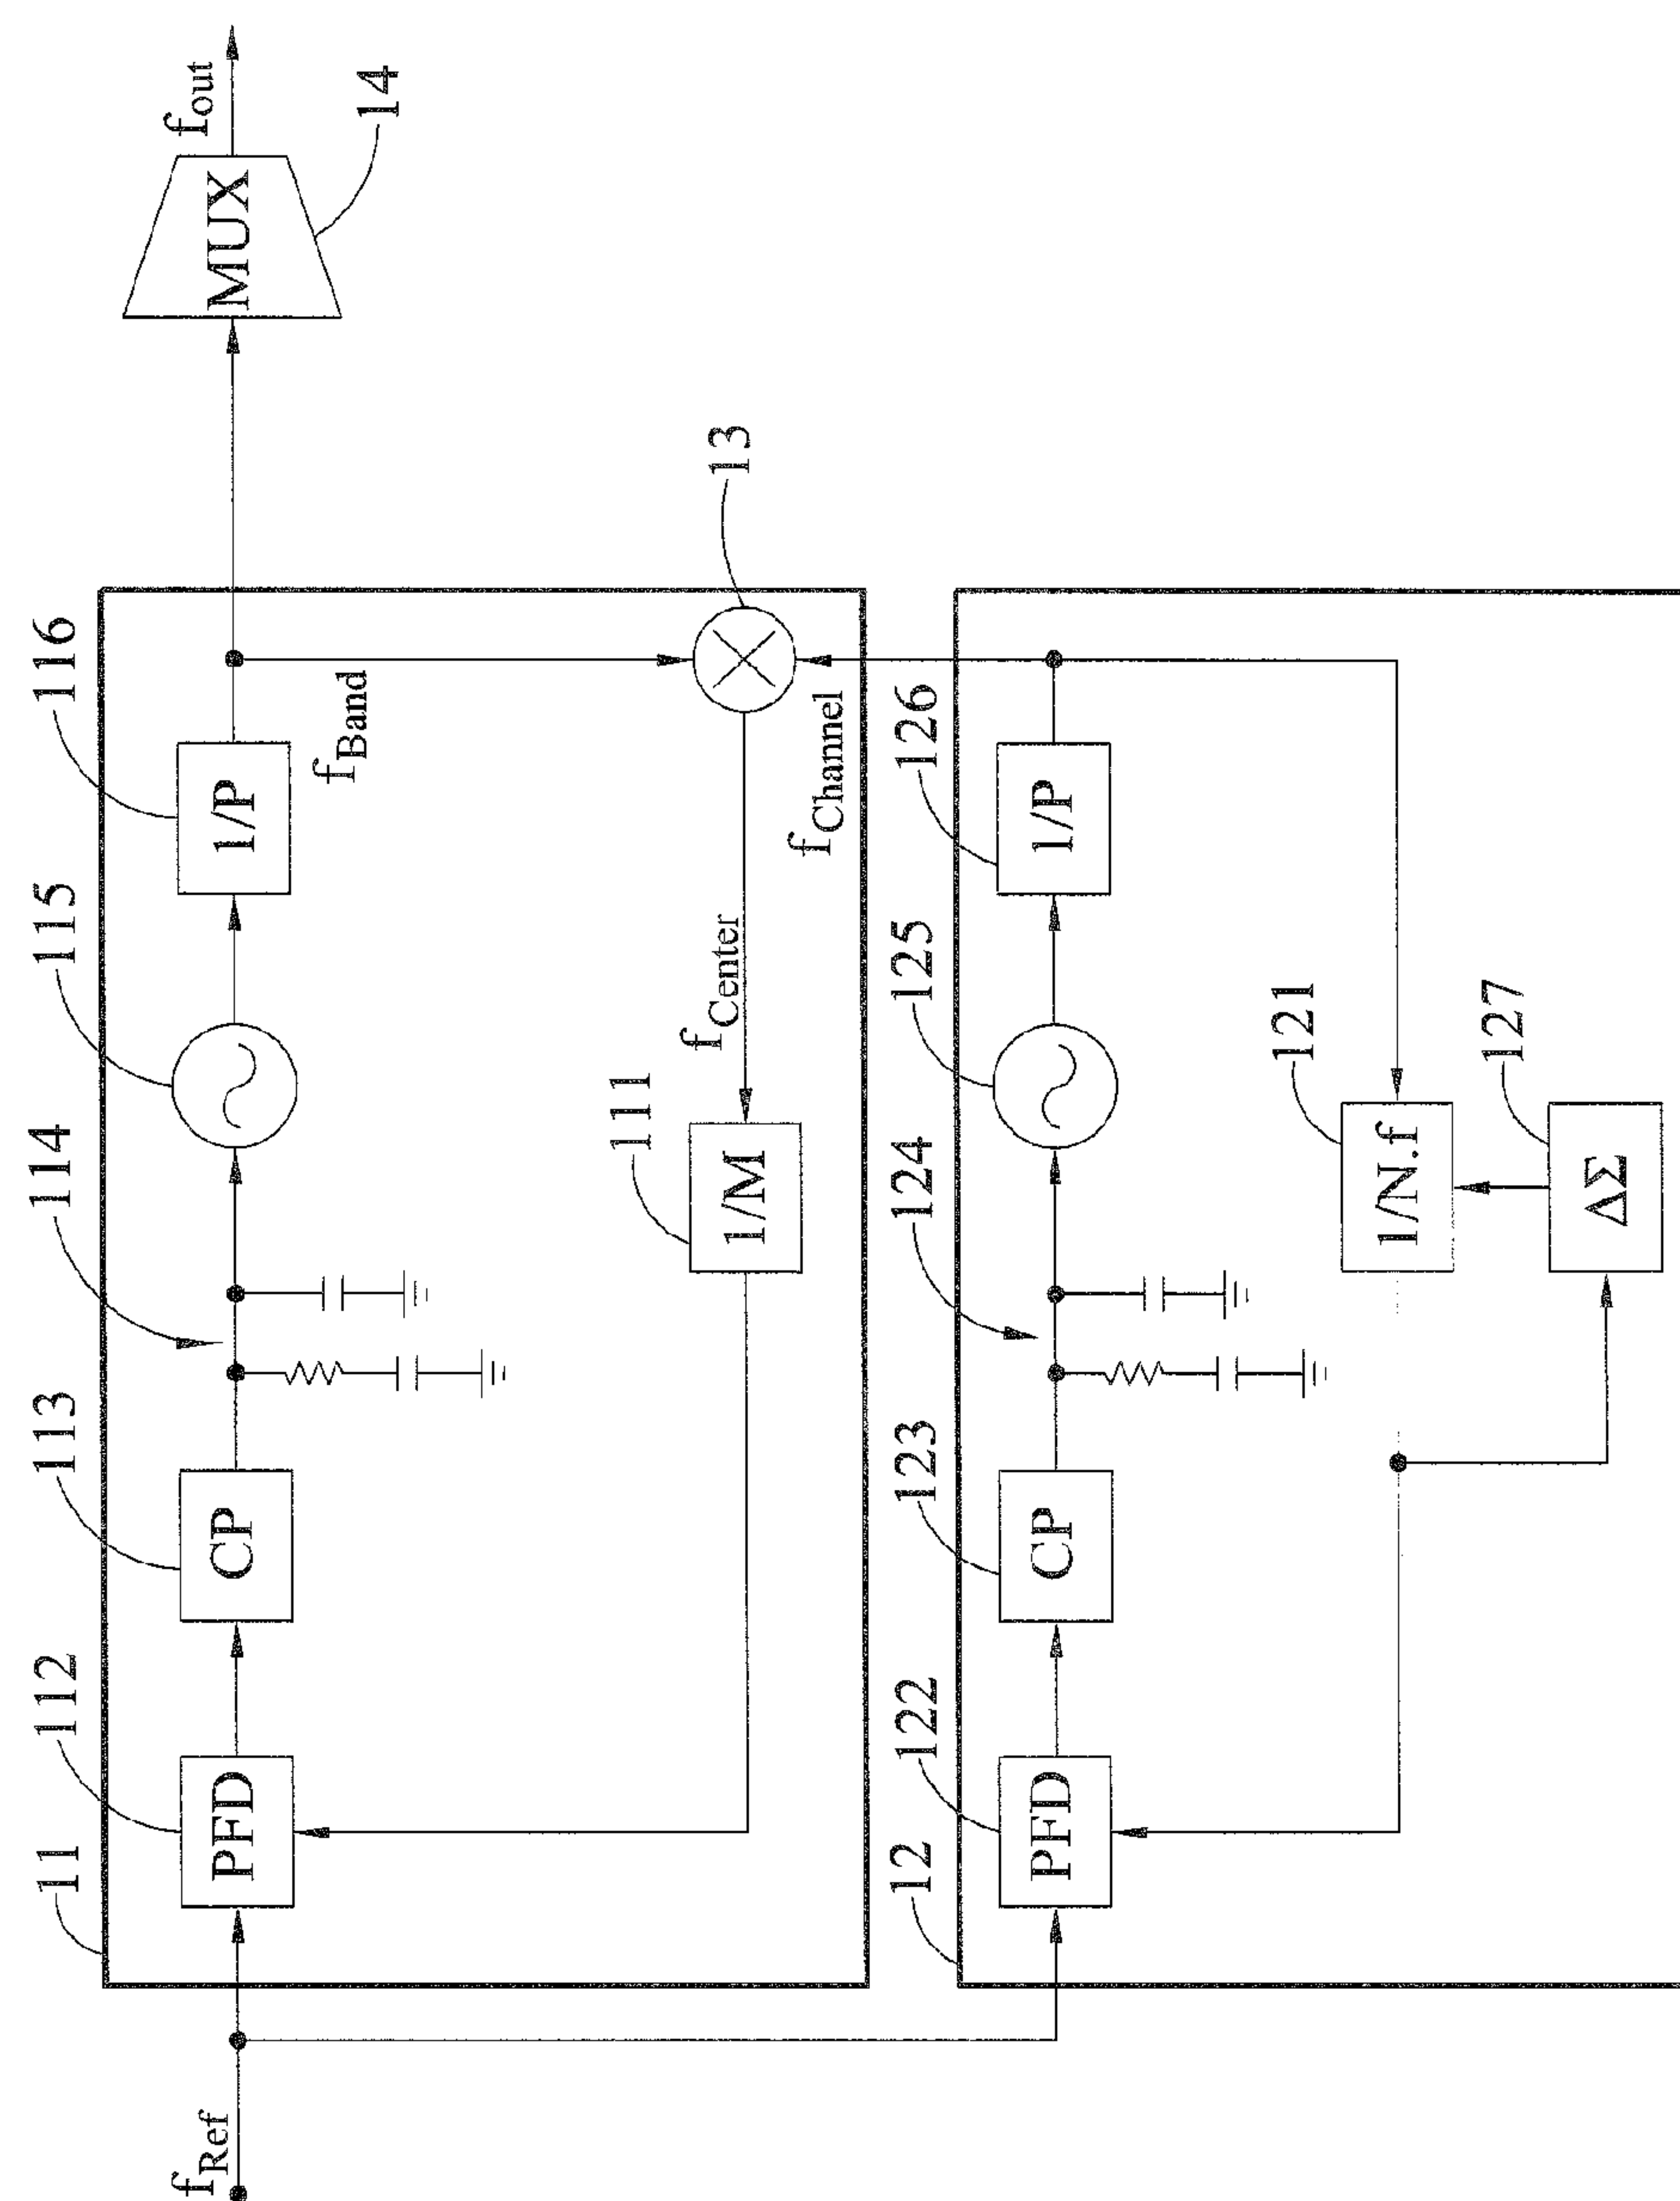 11
112
113
114
115
116
f_Ref
PFD
CP
1/P
f_Band
MUX
f_out
14
111
1/M
f_Center
13
f_Channel
12
122
123
124
125
126
PFD
CP
1/P
121
1/N.f
127
ΔΣ